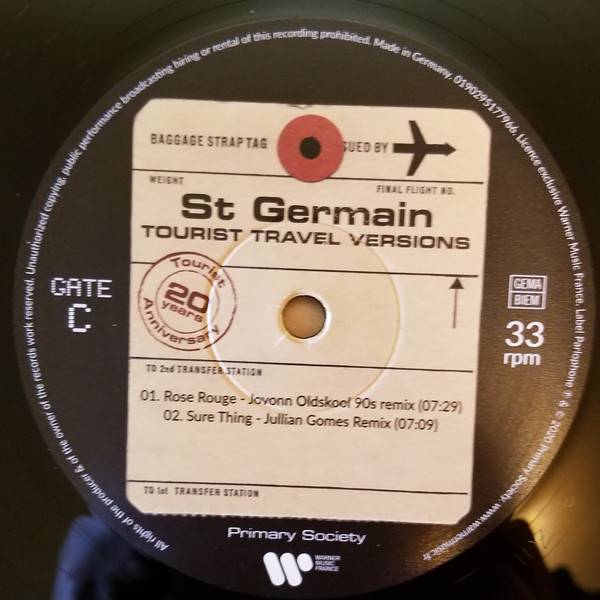 All rights of the producer & of the owner of the records work reserved. Unauthorized copying, public performance broadcasting hiring or rental of this recording prohibited. Made in Germany. 0190295177966. Licence exclusive Warner Music France. Label Parlophone ℗ & © 2020 Primary Society. www.warnermusic.fr
BAGGAGE STRAP TAG
SUED BY
WEIGHT
FINAL FLIGHT NO.
St Germain
TOURIST TRAVEL VERSIONS
Tourist
20
years
Anniversary
GATE
C
GEMA
BIEM
33
rpm
TO 2nd TRANSFER STATION
01. Rose Rouge - Jovonn Oldskool 90s remix (07:29)
02. Sure Thing - Jullian Gomes Remix (07:09)
TO 1st TRANSFER STATION
Primary Society
WARNER
MUSIC
FRANCE